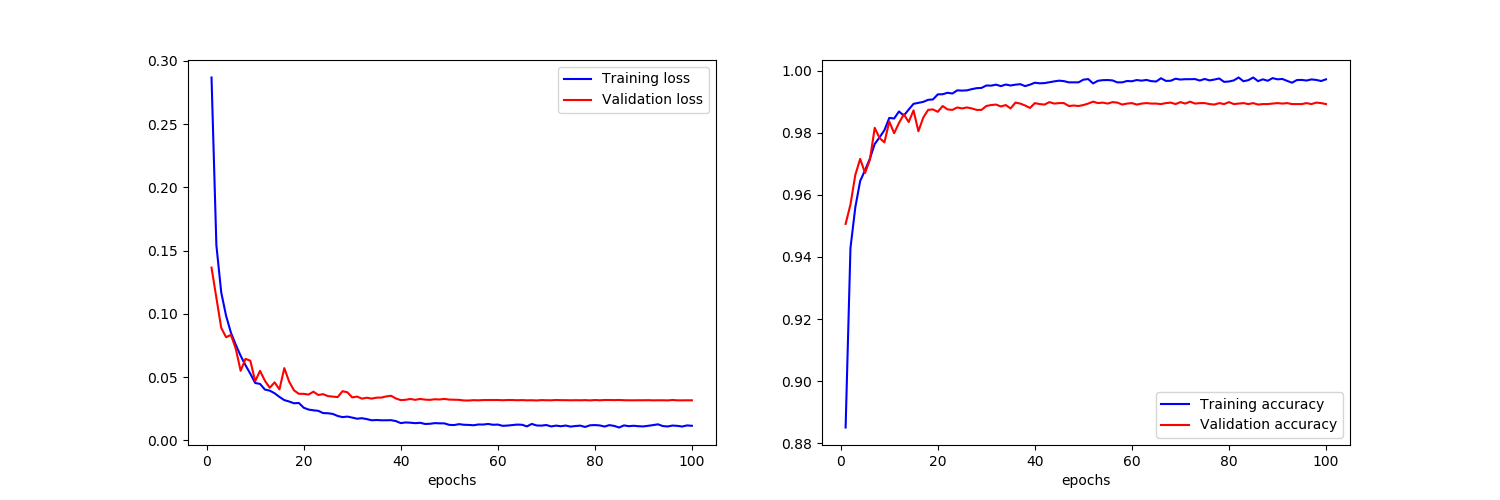 0.30
0.25
0.20
0.15
0.10
0.05
0.00
0 20 40 60 80 100
epochs
Training loss
Validation loss
1.00
0.98
0.96
0.94
0.92
0.90
0.88
0 20 40 60 80 100
epochs
Training accuracy
Validation accuracy